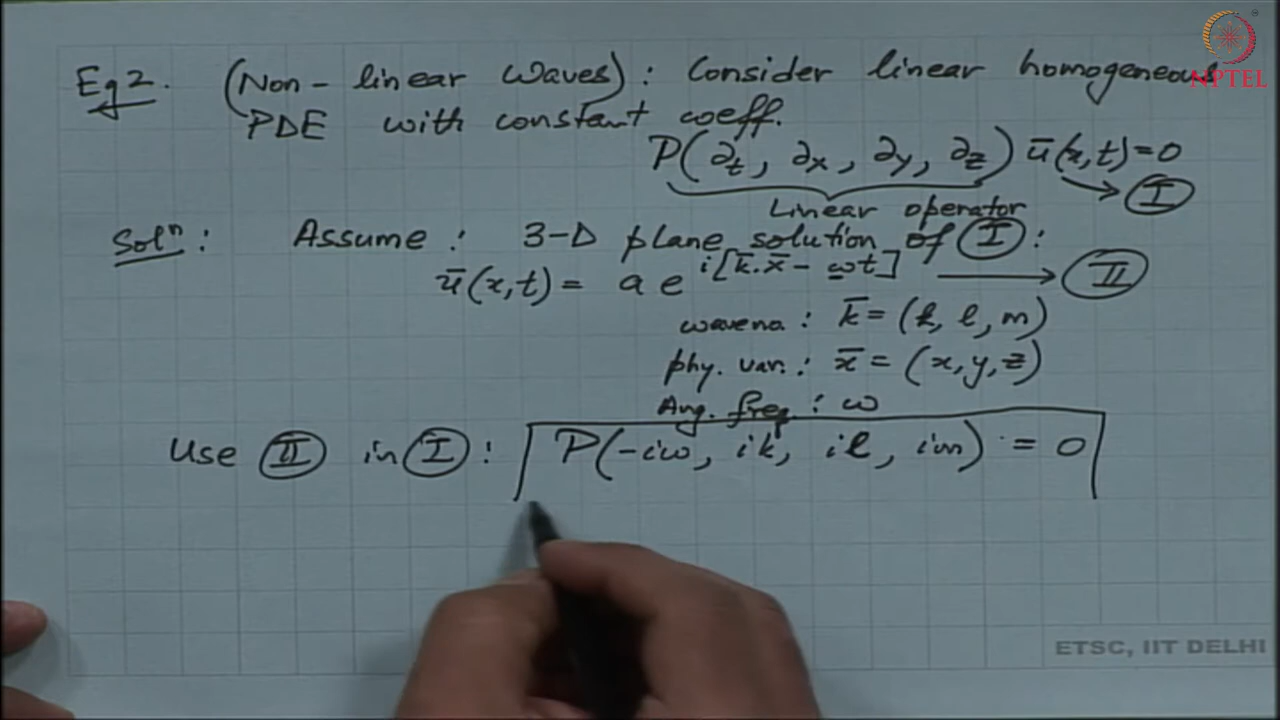 Eg 2. (Non-linear Waves): Consider linear homogeneous
NPTEL
PDE with constant coeff.
P(∂t, ∂x, ∂y, ∂z) ū(x,t)=0
→ I
Linear operator
Solⁿ: Assume: 3-D plane solution of I:
ū(x,t) = a e^{i[k̄.x̄ - ωt]} → II
waveno: k̄ = (k, l, m)
phy. var.: x̄ = (x,y,z)
Ang. freq.: ω
Use II in I: P(-iω, ik, il, im) = 0
ETSC, IIT DELHI